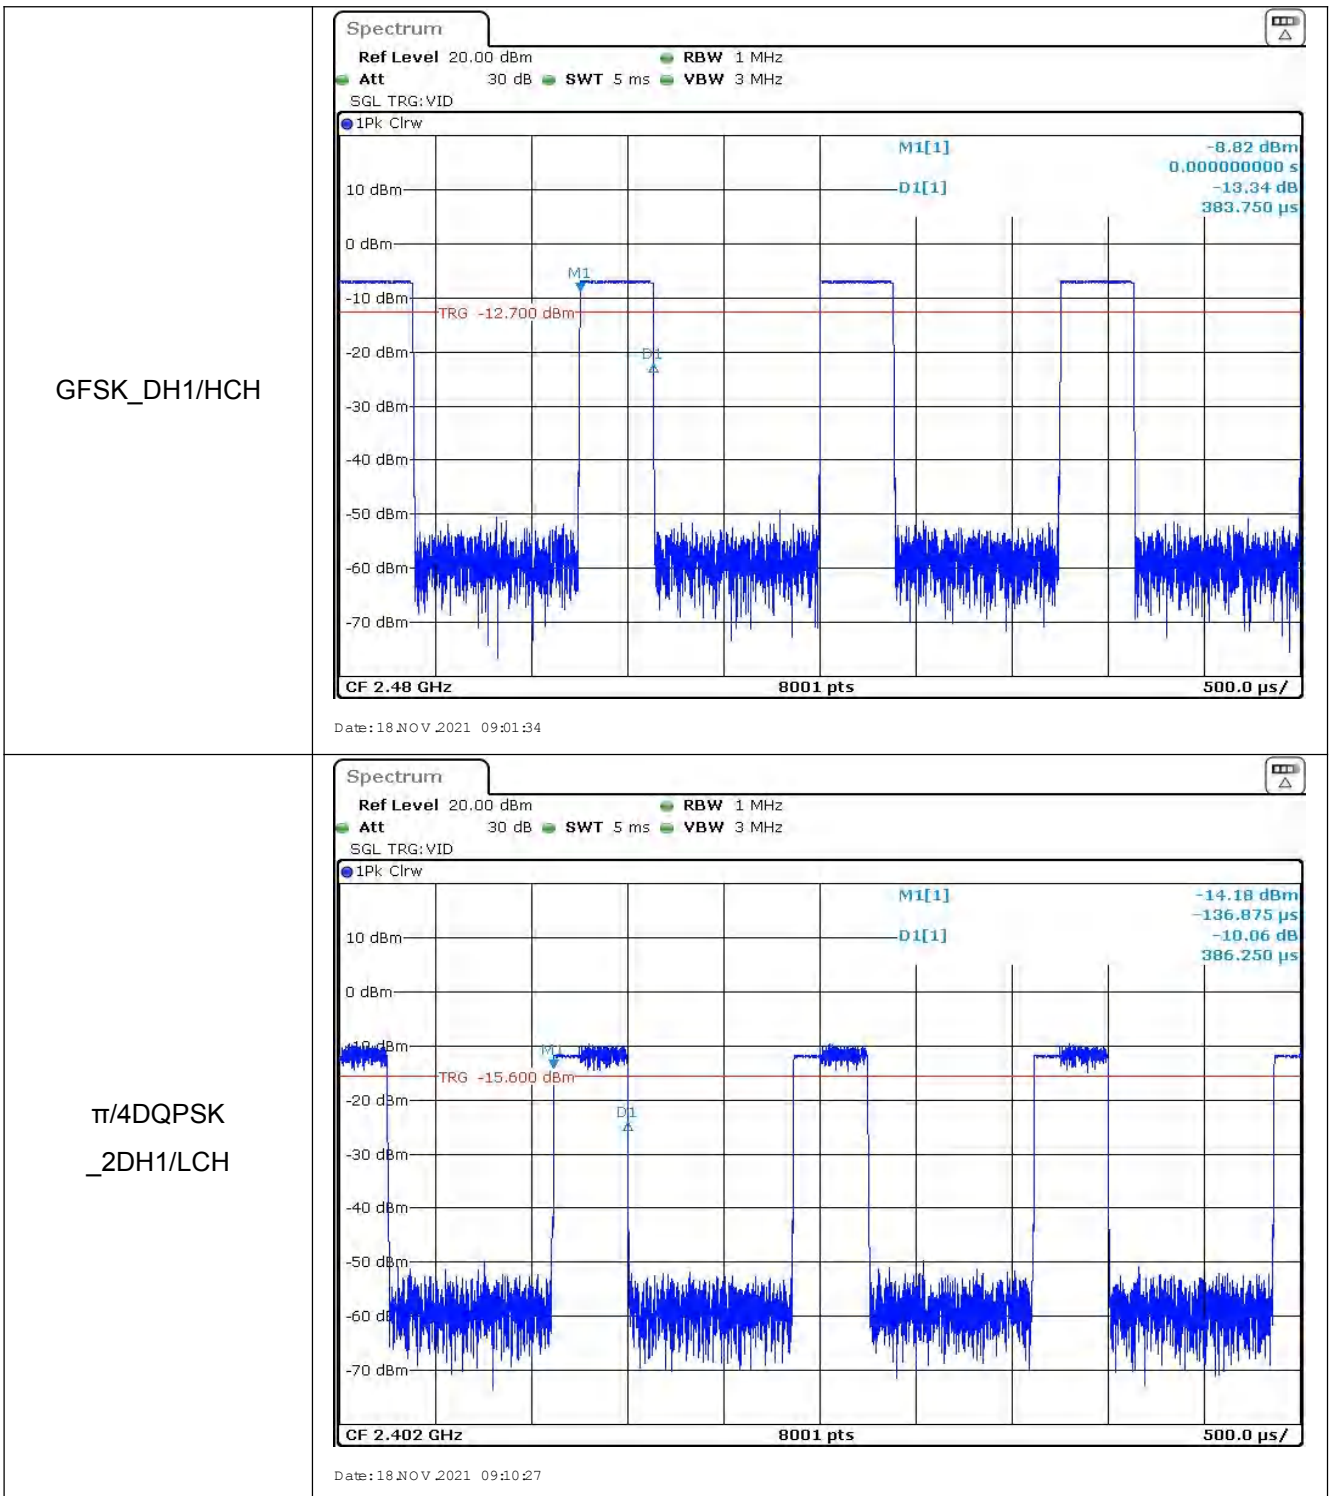 GFSK_DH1/HCH
Spectrum
Ref Level 20.00 dBm RBW 1 MHz
Att 30 dB SWT 5 ms VBW 3 MHz
SGL TRG:VID
1Pk Clrw
M1[1] -8.82 dBm
0.000000000 s
10 dBm D1[1] -13.34 dB
383.750 µs
0 dBm
M1
-10 dBm
TRG -12.700 dBm
-20 dBm D1
-30 dBm
-40 dBm
-50 dBm
-60 dBm
-70 dBm
CF 2.48 GHz 8001 pts 500.0 µs/
Date: 18.NOV.2021 09:01:34
π/4DQPSK
_2DH1/LCH
Spectrum
Ref Level 20.00 dBm RBW 1 MHz
Att 30 dB SWT 5 ms VBW 3 MHz
SGL TRG:VID
1Pk Clrw
M1[1] -14.18 dBm
-136.875 µs
10 dBm D1[1] -10.06 dB
386.250 µs
0 dBm
-10 dBm M1
TRG -15.600 dBm
-20 dBm D1
-30 dBm
-40 dBm
-50 dBm
-60 dBm
-70 dBm
CF 2.402 GHz 8001 pts 500.0 µs/
Date: 18.NOV.2021 09:10:27